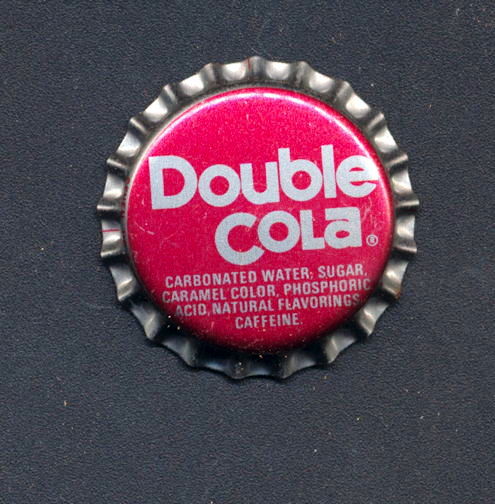 Double
COLA®
CARBONATED WATER, SUGAR,
CARAMEL COLOR, PHOSPHORIC
ACID, NATURAL FLAVORINGS,
CAFFEINE.